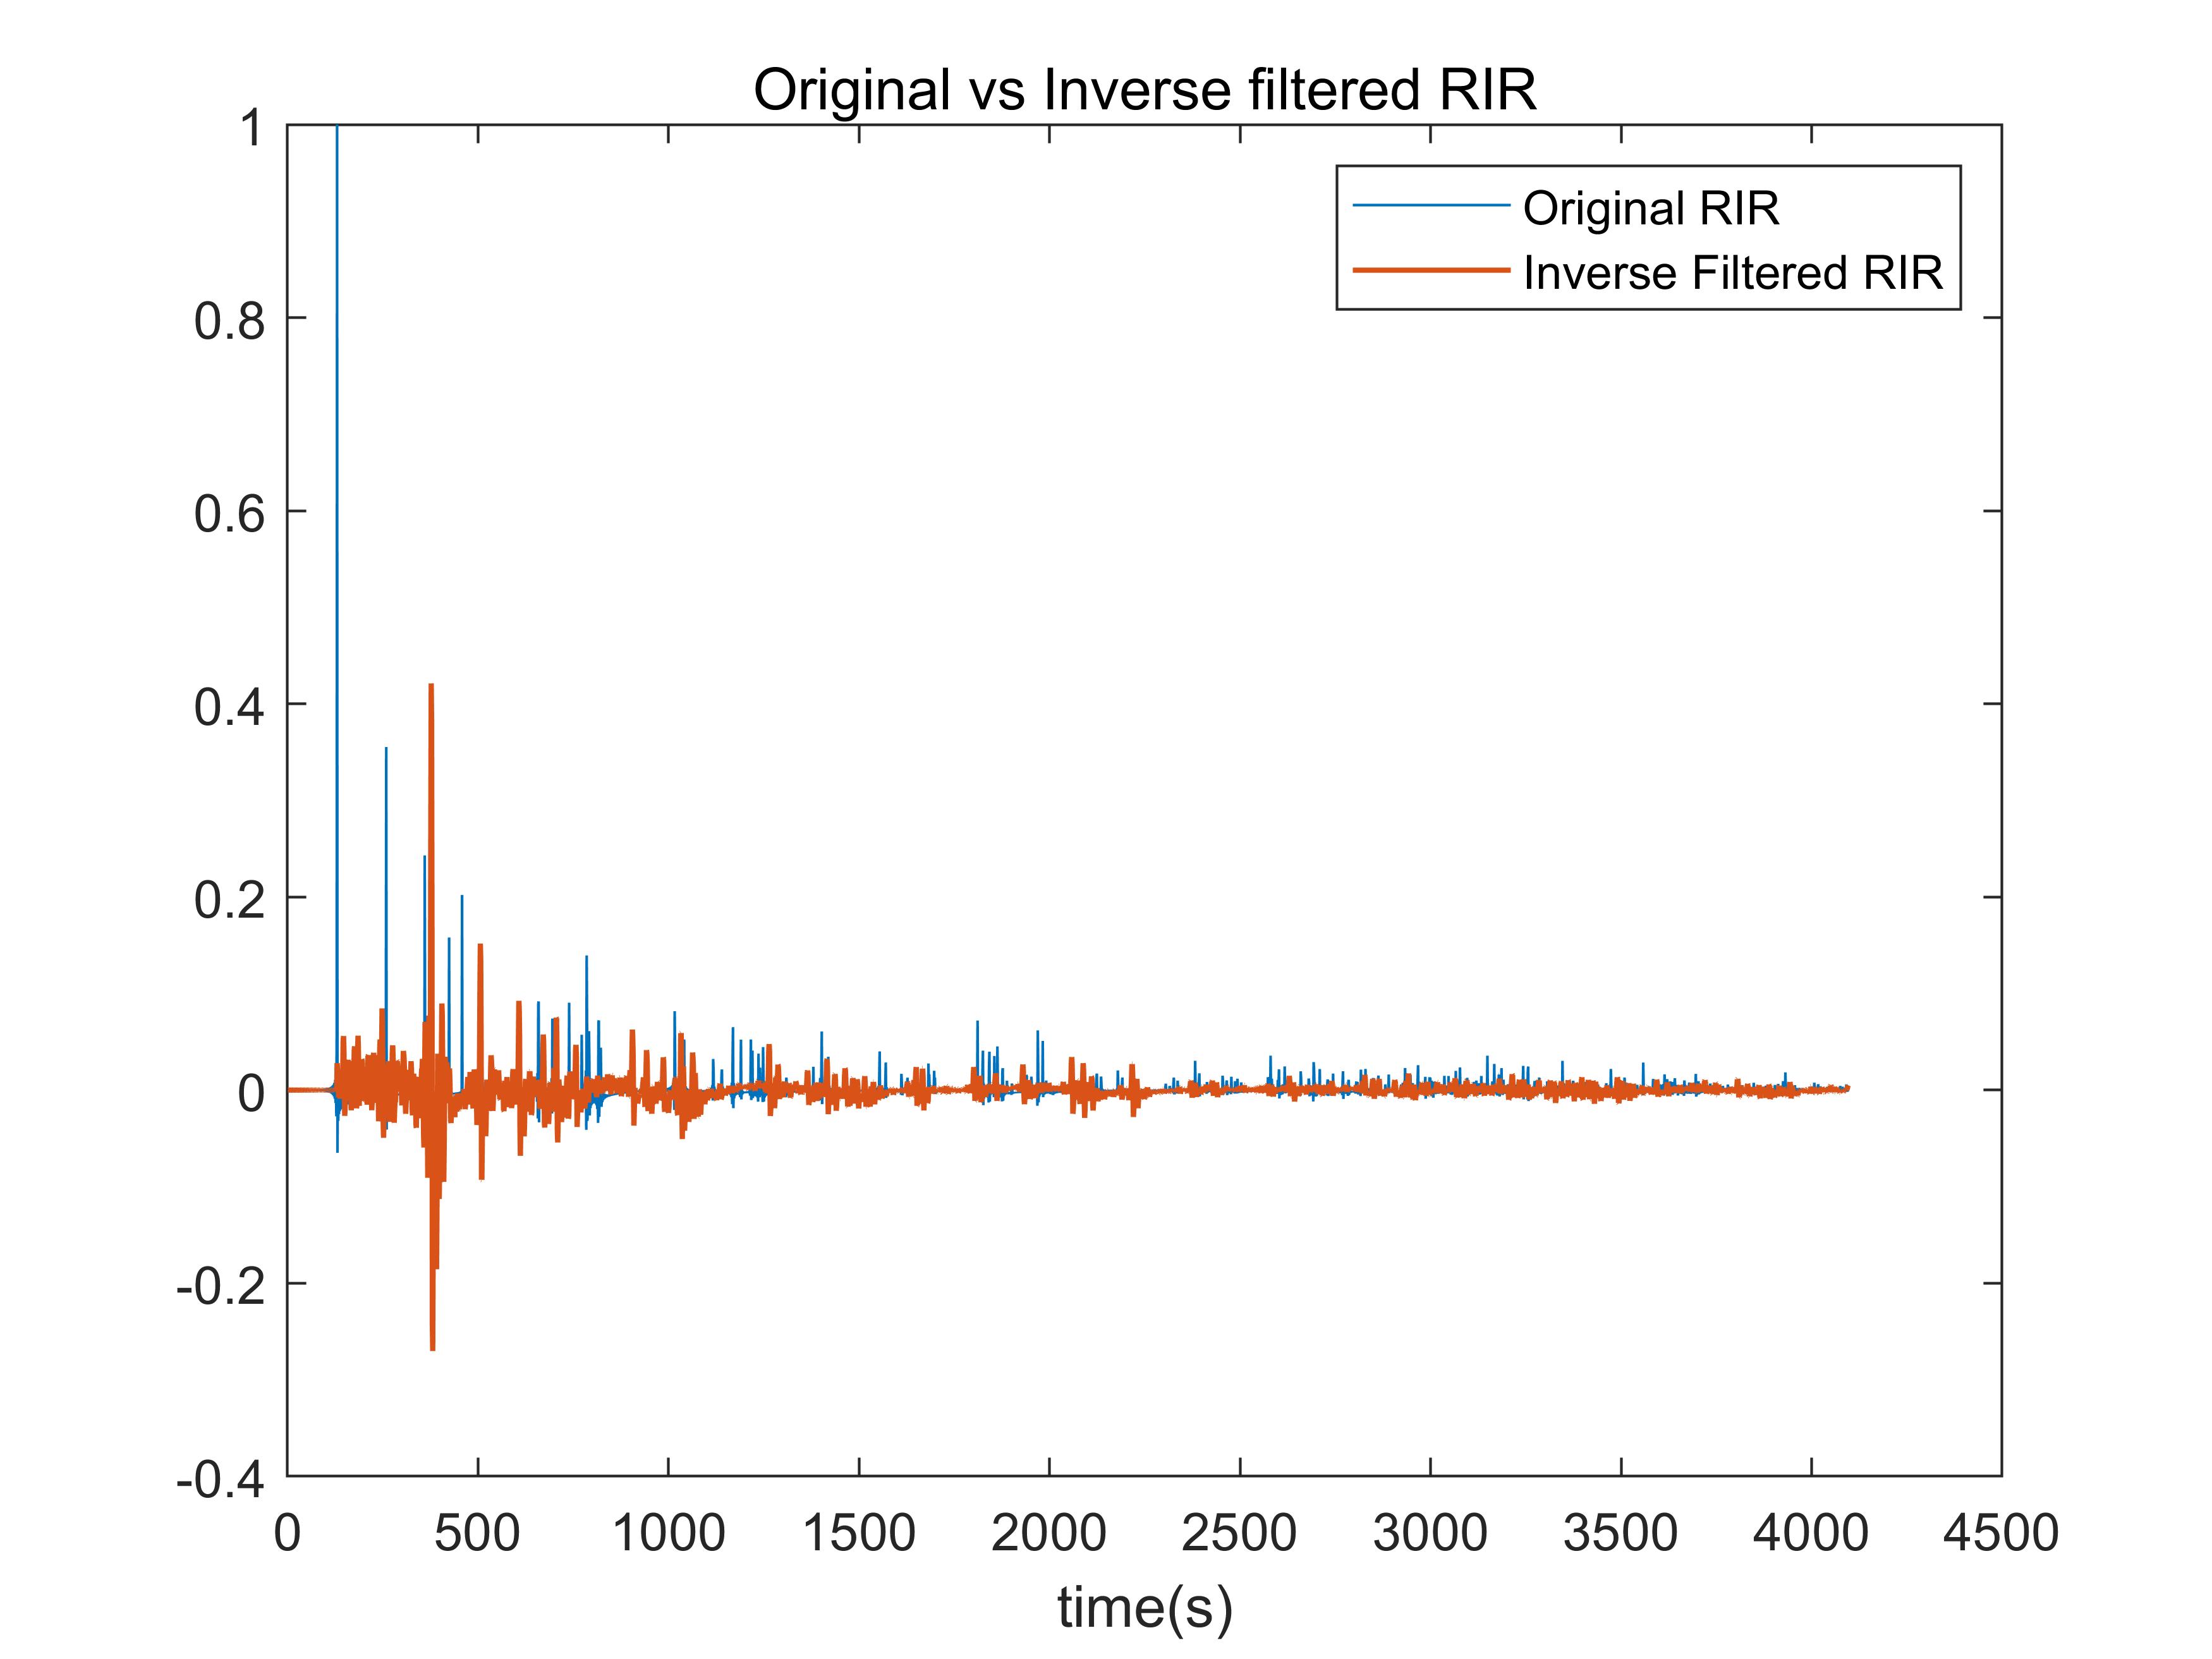 Original vs Inverse filtered RIR
1
0.8
0.6
0.4
0.2
0
-0.2
-0.4
Original RIR
Inverse Filtered RIR
0 500 1000 1500 2000 2500 3000 3500 4000 4500
time(s)